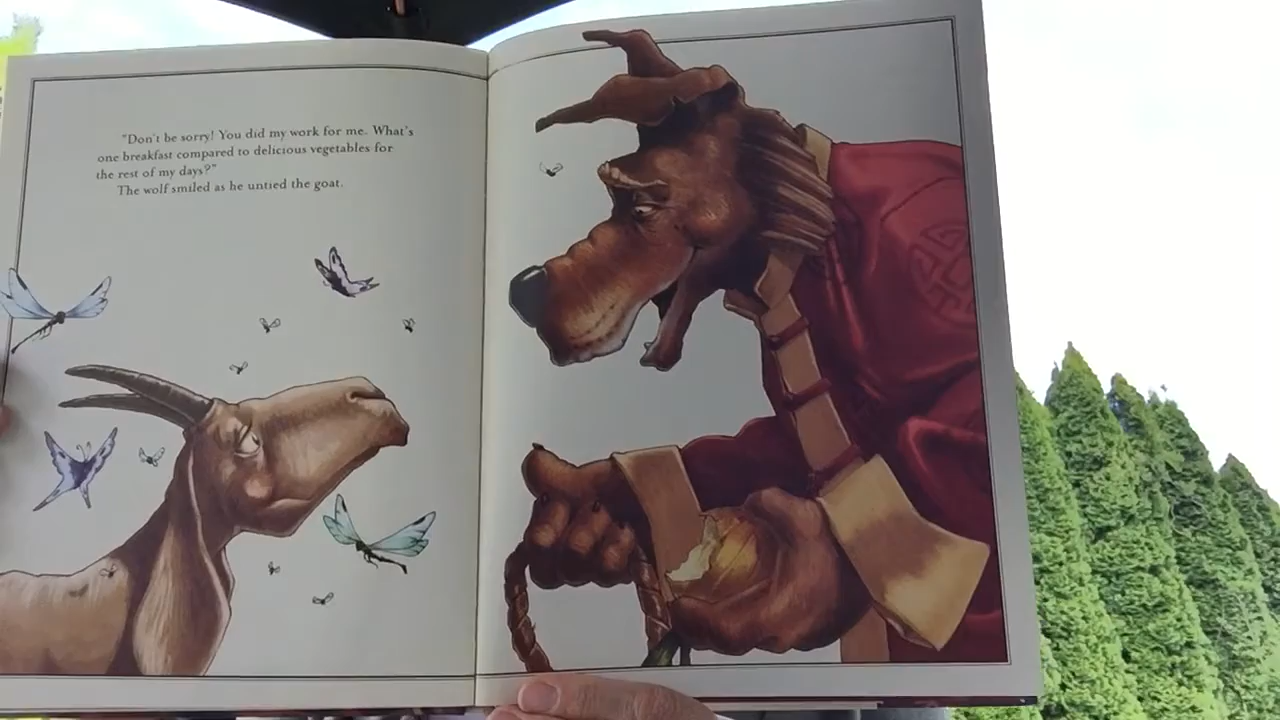 "Don't be sorry! You did my work for me. What's
one breakfast compared to delicious vegetables for
the rest of my days?"
The wolf smiled as he untied the goat.